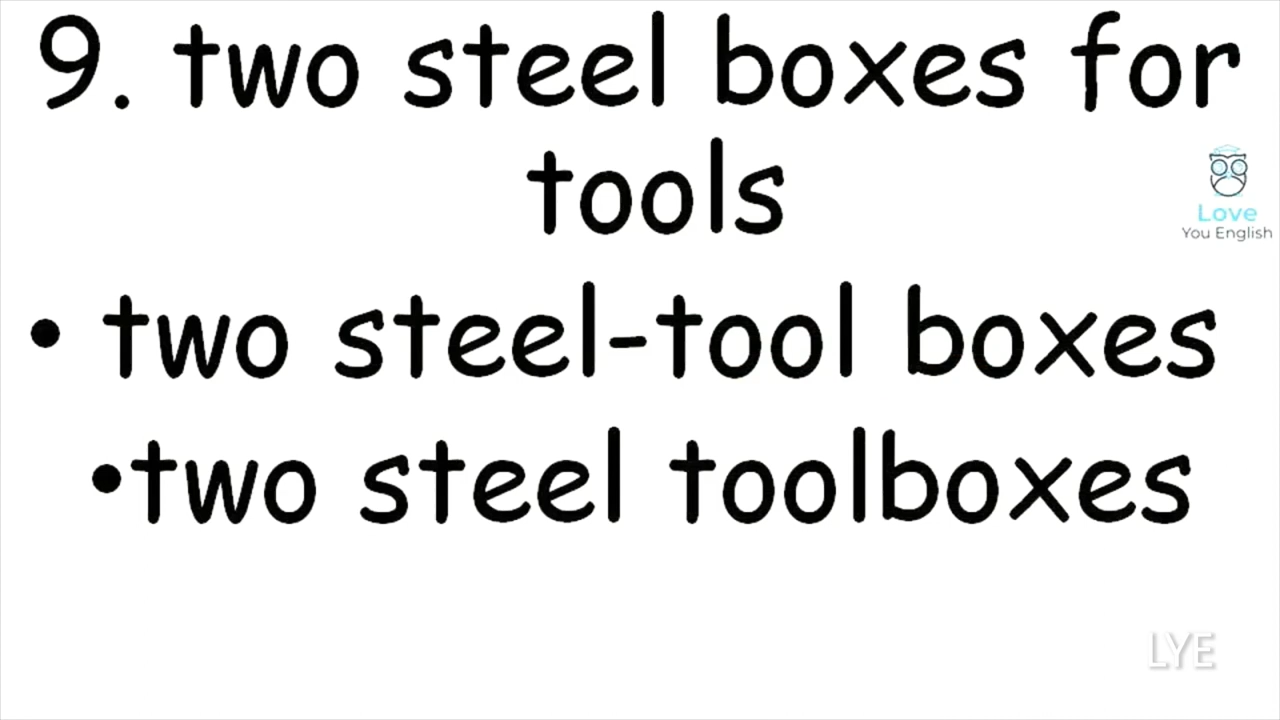 9. two steel boxes for
tools
Love
You English
• two steel-tool boxes
•two steel toolboxes
LYE